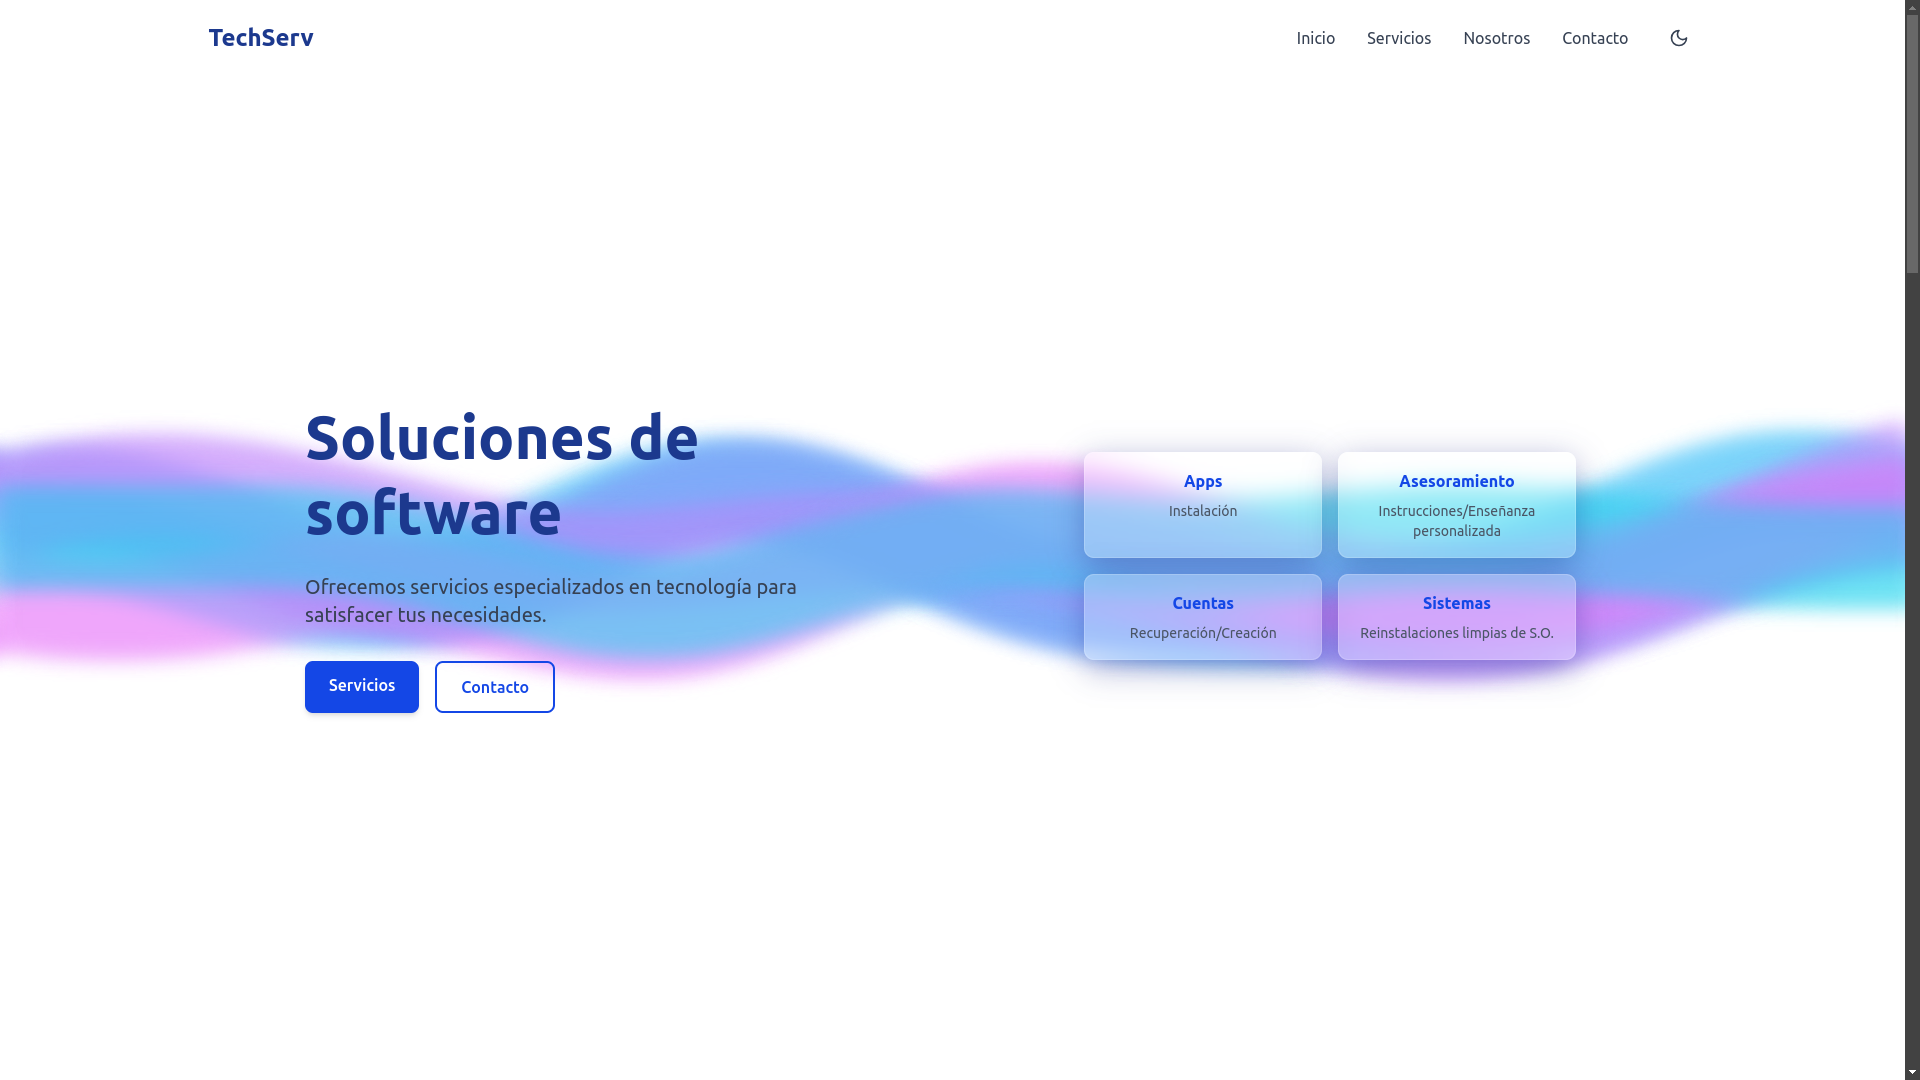 TechServ
Inicio
Servicios
Nosotros
Contacto
Soluciones de
software
Ofrecemos servicios especializados en tecnología para
satisfacer tus necesidades.
Servicios
Contacto
Apps
Instalación
Asesoramiento
Instrucciones/Enseñanza
personalizada
Cuentas
Recuperación/Creación
Sistemas
Reinstalaciones limpias de S.O.